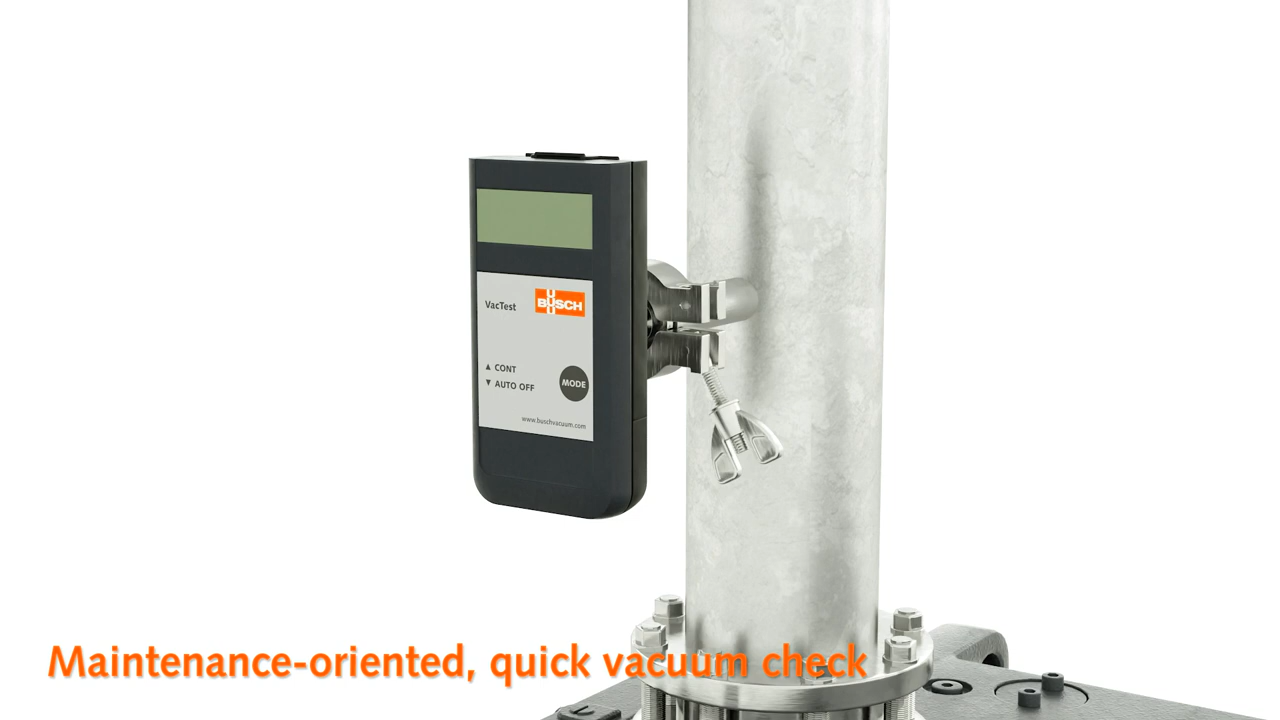 VacTest
BUSCH
▲ CONT
▼ AUTO OFF
MODE
www.buschvacuum.com
Maintenance-oriented, quick vacuum check